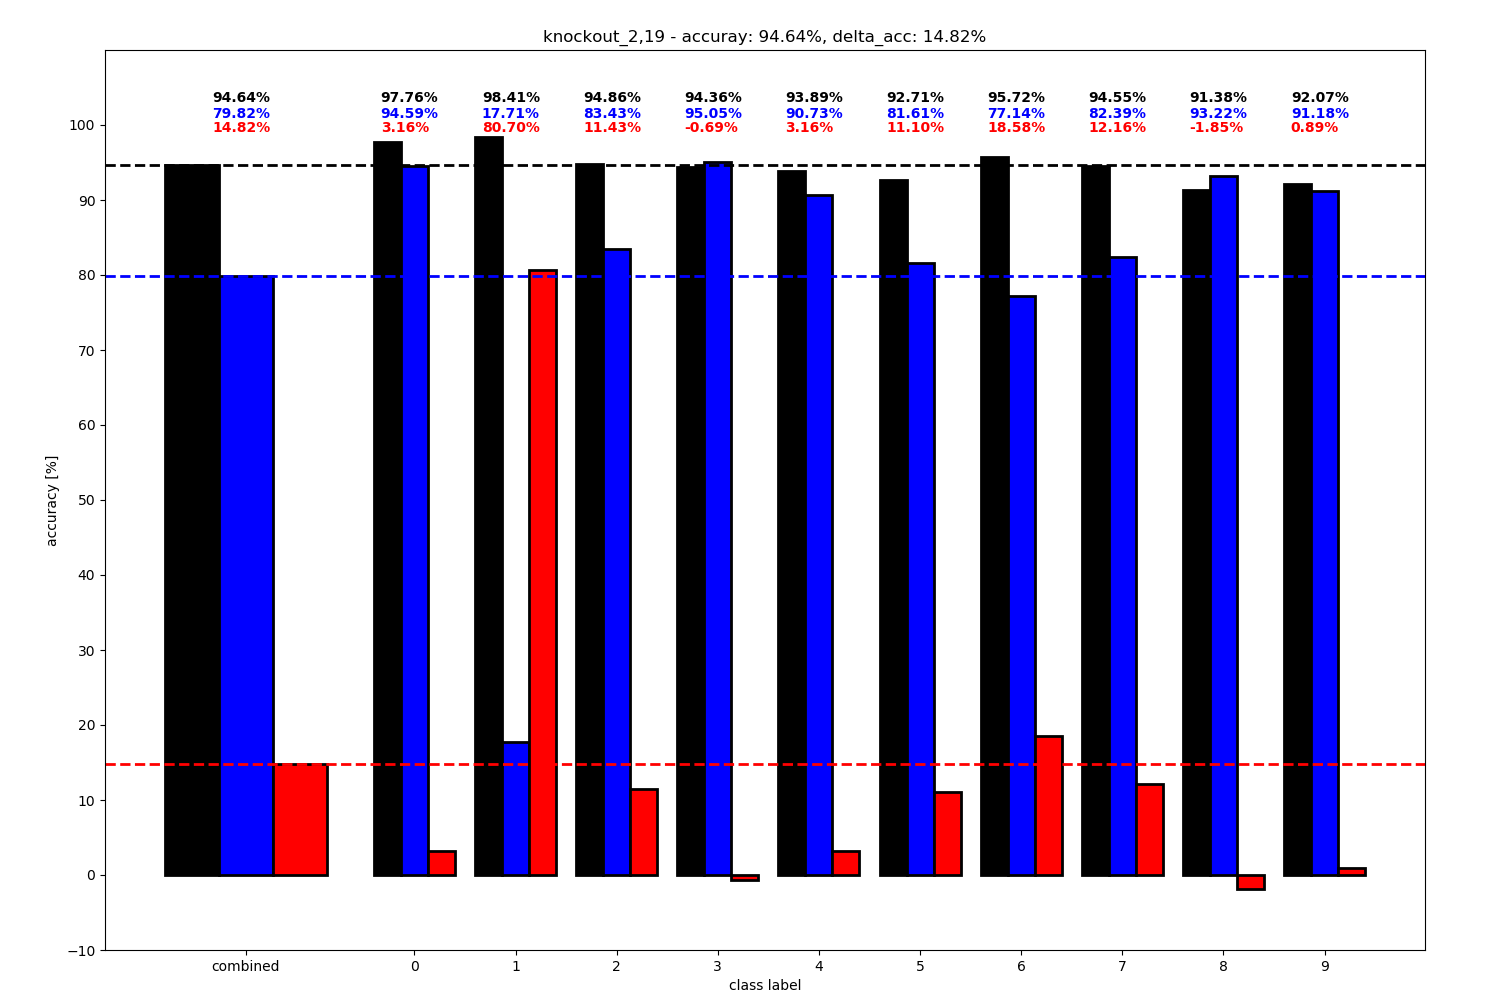 knockout_2,19 - accuray: 94.64%, delta_acc: 14.82%
94.64% 97.76% 98.41% 94.86% 94.36% 93.89% 92.71% 95.72% 94.55% 91.38% 92.07%
79.82% 94.59% 17.71% 83.43% 95.05% 90.73% 81.61% 77.14% 82.39% 93.22% 91.18%
14.82% 3.16% 80.70% 11.43% -0.69% 3.16% 11.10% 18.58% 12.16% -1.85% 0.89%
100
90
80
70
60
50
40
30
20
10
0
−10
accuracy [%]
combined 0 1 2 3 4 5 6 7 8 9
class label